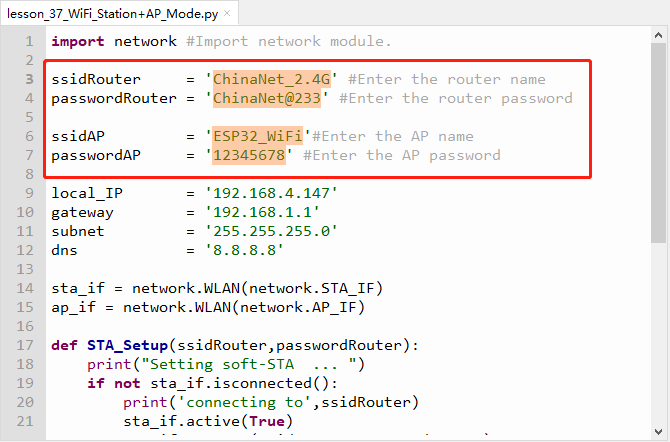 lesson_37_WiFi_Station+AP_Mode.py ×
1 import network #Import network module.
2
3 ssidRouter     = 'ChinaNet_2.4G' #Enter the router name
4 passwordRouter = 'ChinaNet@233' #Enter the router password
5
6 ssidAP         = 'ESP32_WiFi'#Enter the AP name
7 passwordAP     = '12345678' #Enter the AP password
8
9 local_IP       = '192.168.4.147'
10 gateway        = '192.168.1.1'
11 subnet         = '255.255.255.0'
12 dns            = '8.8.8.8'
13
14 sta_if = network.WLAN(network.STA_IF)
15 ap_if = network.WLAN(network.AP_IF)
16
17 def STA_Setup(ssidRouter,passwordRouter):
18     print("Setting soft-STA  ... ")
19     if not sta_if.isconnected():
20         print('connecting to',ssidRouter)
21         sta_if.active(True)